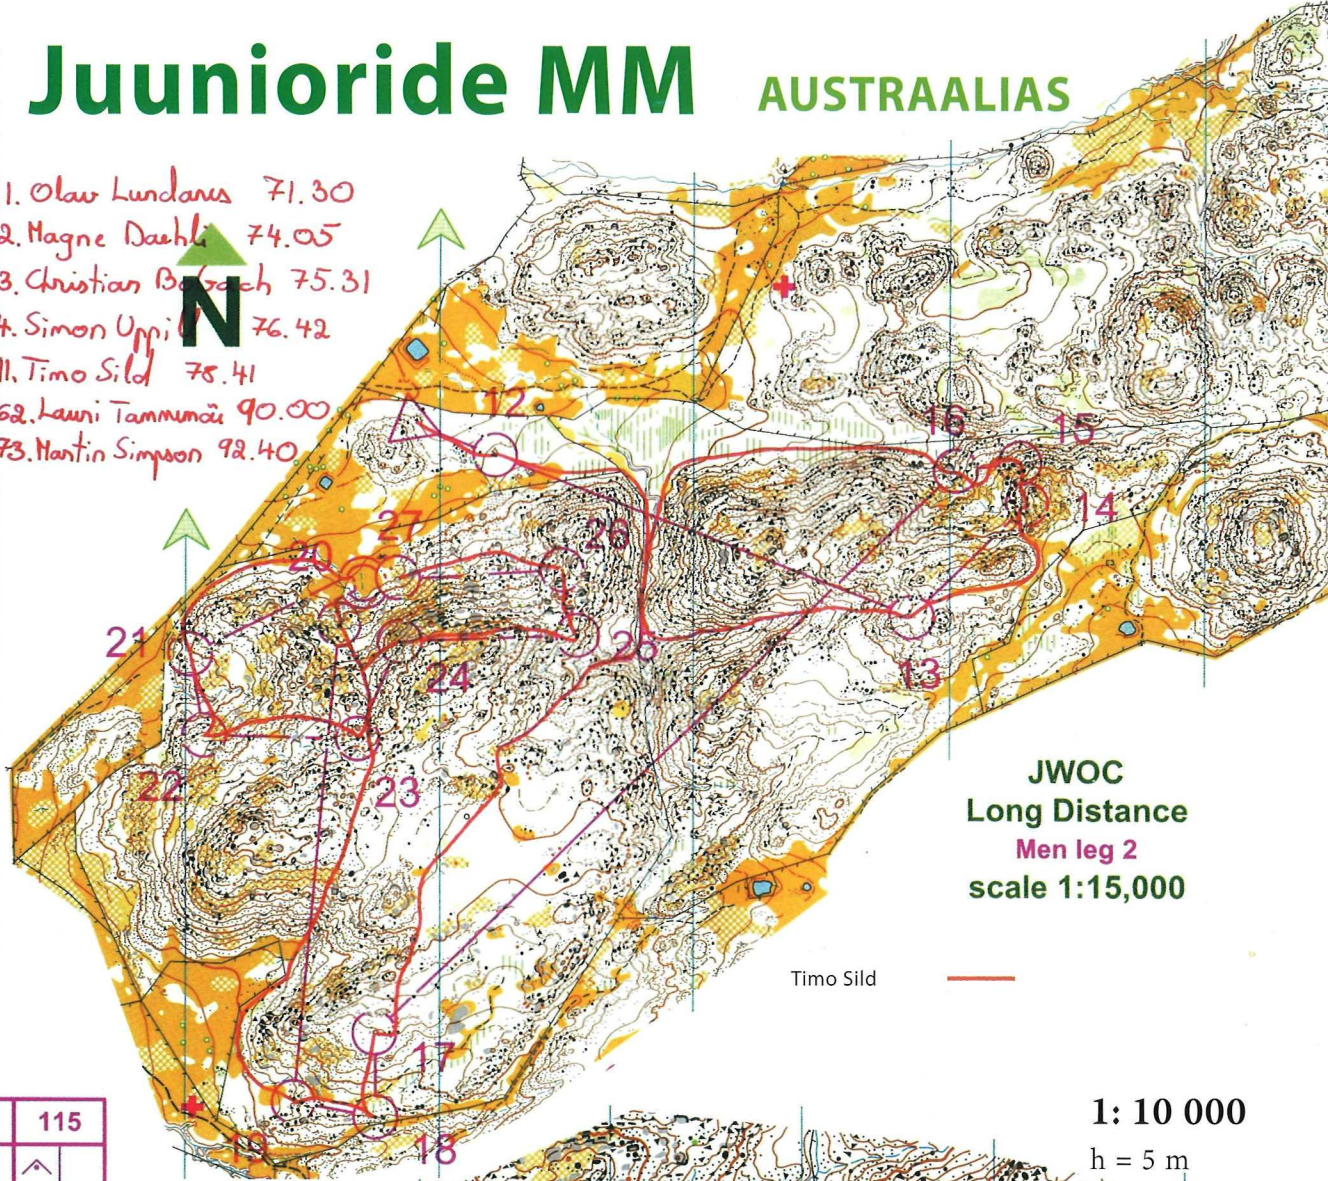 Juunioride MM AUSTRAALIAS
1. Olav Lundanes 71.30
2. Magne Daehli 74.05
3. Christian Bobach 75.31
4. Simon 76.42
N
11. Timo Sild 78.41
62. Lauri Tammemäe 90.00
73. Martin Simpson 92.40
12
16
15
14
27
26
20
21
25
24
13
22
23
JWOC
Long Distance
Men leg 2
scale 1:15,000
Timo Sild
17
19
18
115
1: 10 000
h = 5 m